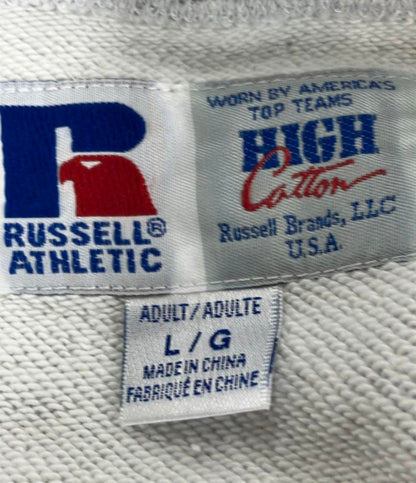 RUSSELL®
ATHLETIC
WORN BY AMERICA'S
TOP TEAMS
HIGH
Cotton
Russell Brands, LLC
U.S.A.
ADULT/ADULTE
L/G
MADE IN CHINA
FABRIQUÉ EN CHINE